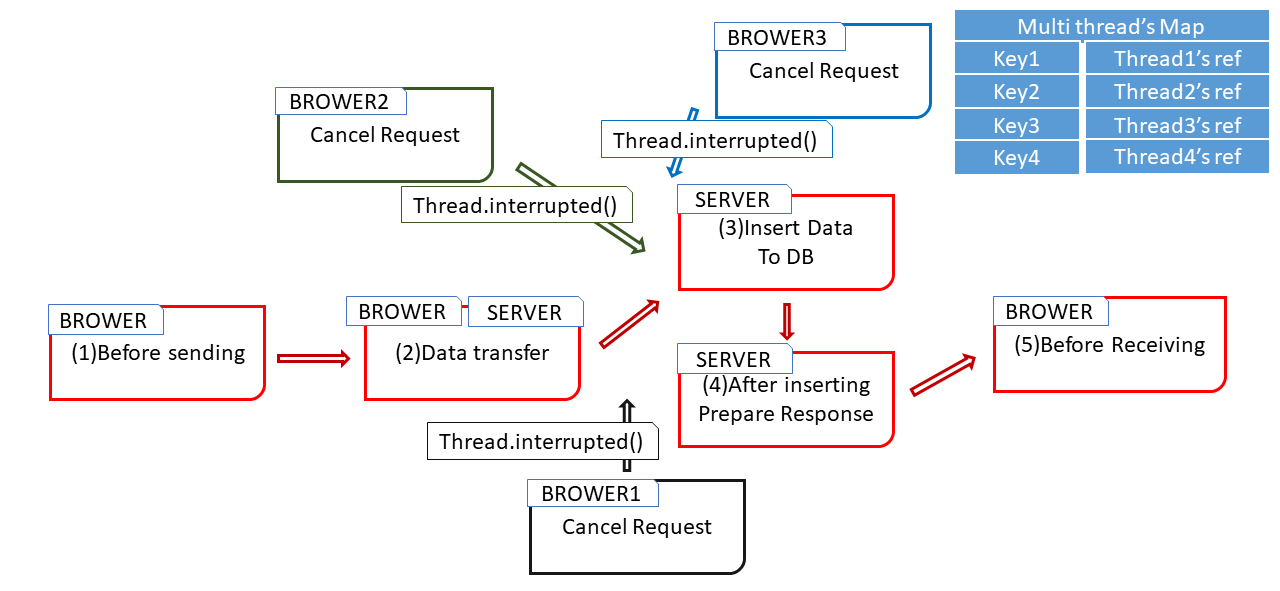 BROWER3
Cancel Request
Thread.interrupted()
Multi thread's Map
Key1 Thread1's ref
Key2 Thread2's ref
Key3 Thread3's ref
Key4 Thread4's ref
BROWER2
Cancel Request
Thread.interrupted()
SERVER
(3)Insert Data
To DB
BROWER
(1)Before sending
BROWER SERVER
(2)Data transfer
SERVER
(4)After inserting
Prepare Response
BROWER
(5)Before Receiving
Thread.interrupted()
BROWER1
Cancel Request